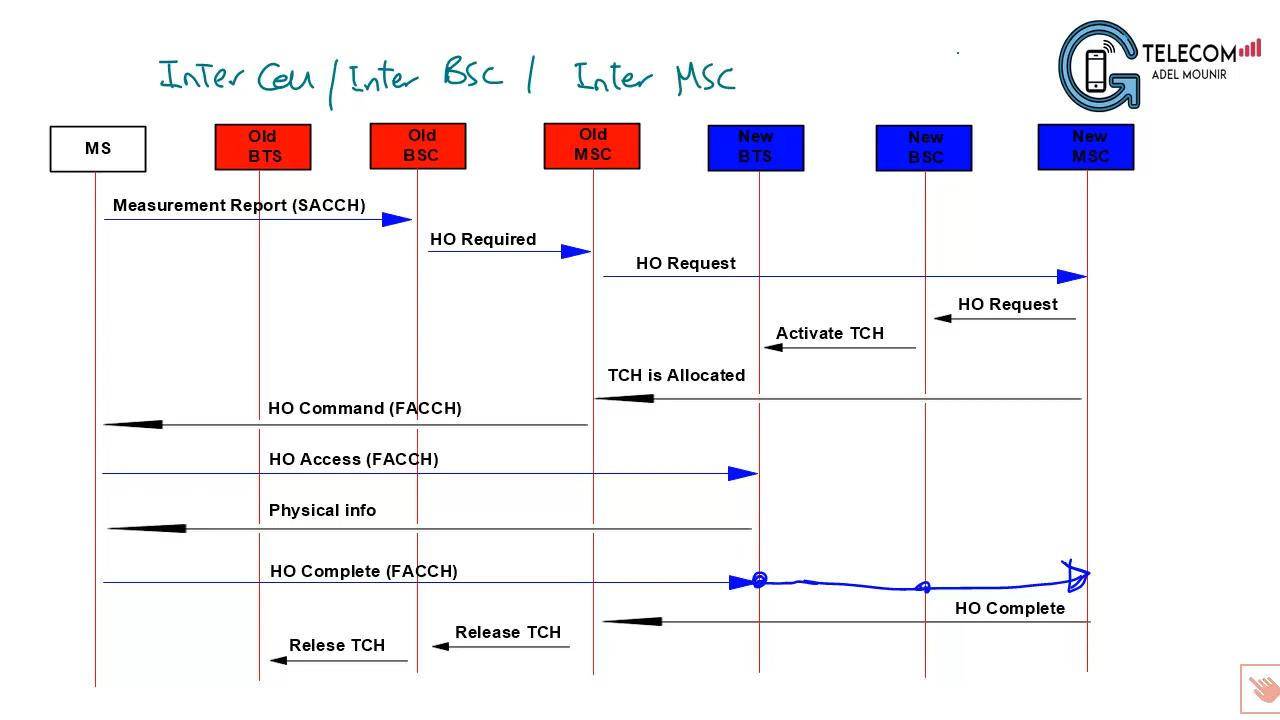 Inter Cell / Inter BSC / Inter MSC
TELECOM
ADEL MOUNIR
MS
Old
BTS
Old
BSC
Old
MSC
New
BTS
New
BSC
New
MSC
Measurement Report (SACCH)
HO Required
HO Request
HO Request
Activate TCH
TCH is Allocated
HO Command (FACCH)
HO Access (FACCH)
Physical info
HO Complete (FACCH)
HO Complete
Release TCH
Relese TCH